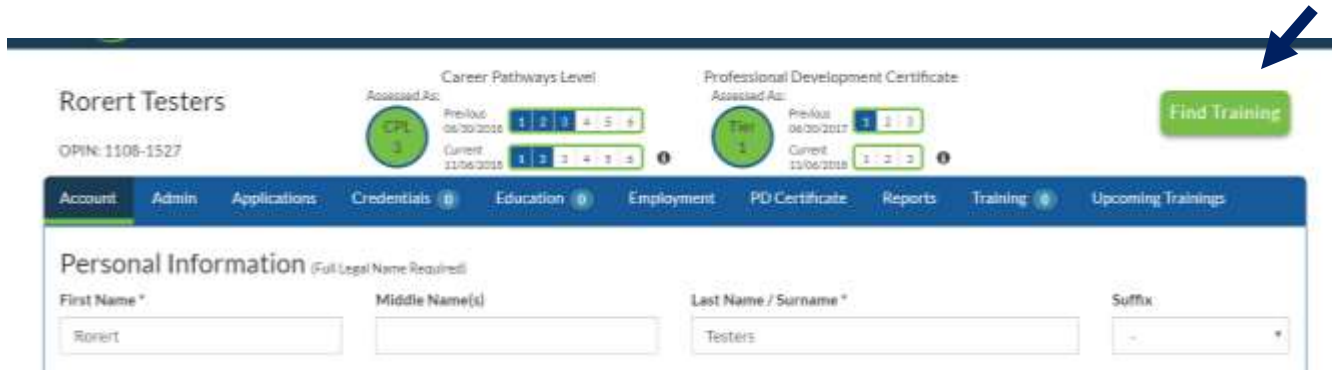 Career Pathways Level
Professional Development Certificate
Rorert Testers
Assessed As:
CPL
3
Previous
06/30/2018
1 2 3 4 5 6
Current
11/06/2018
1 2 3 4 5 6
Assessed As:
Tier
1
Previous
06/30/2017
1 2 3
Current
11/06/2018
1 2 3
Find Training
OPIN: 1108-1527
Account Admin Applications Credentials 0 Education 0 Employment PD Certificate Reports Training 0 Upcoming Trainings
Personal Information (Full Legal Name Required)
First Name * Middle Name(s) Last Name / Surname * Suffix
Rorert Testers -